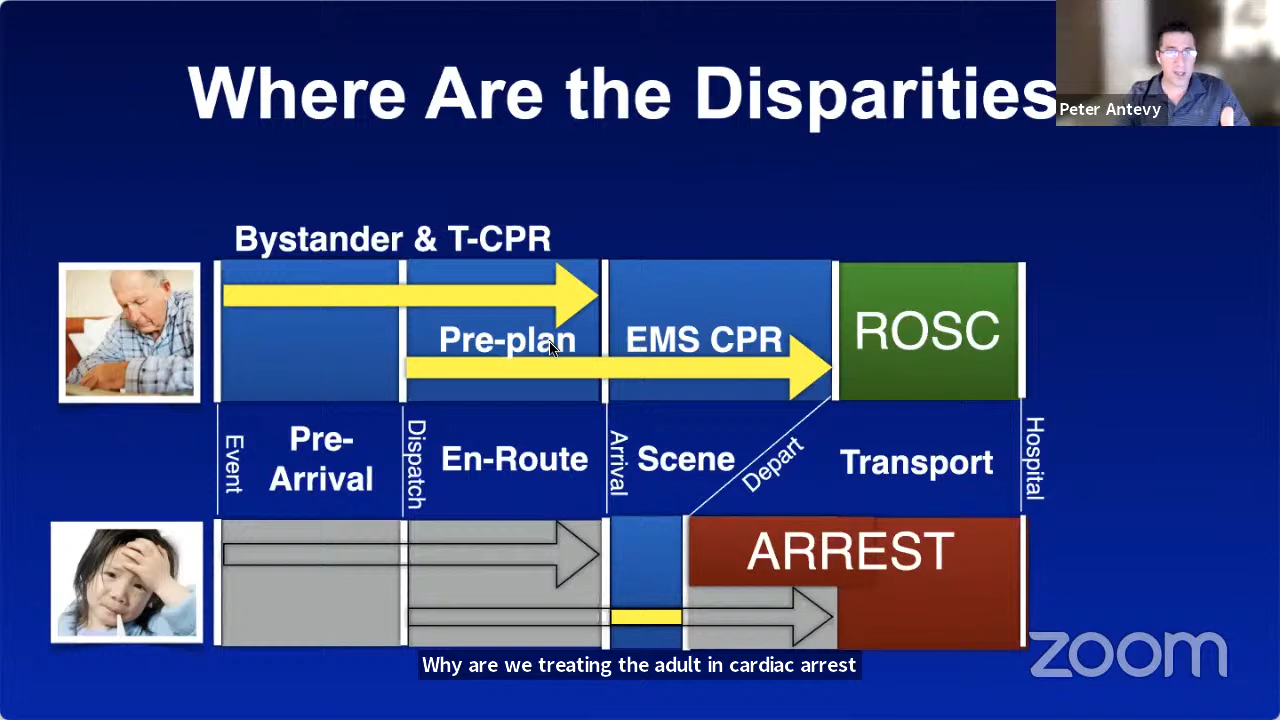 Where Are the Disparities
Peter Antevy
Bystander & T-CPR
Pre-plan
EMS CPR
ROSC
Event
Pre-
Arrival
Dispatch
En-Route
Arrival
Scene
Depart
Transport
Hospital
ARREST
Why are we treating the adult in cardiac arrest
zoom